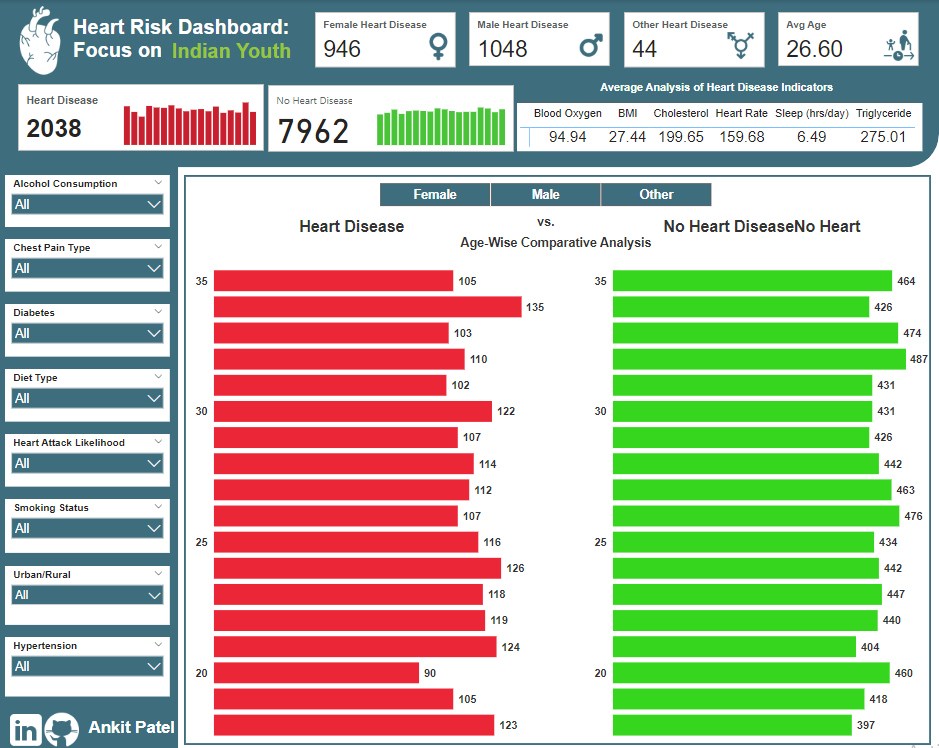 Heart Risk Dashboard:
Focus on Indian Youth
Female Heart Disease
946
Male Heart Disease
1048
Other Heart Disease
44
Avg Age
26.60
Heart Disease
2038
No Heart Disease
7962
Average Analysis of Heart Disease Indicators
Blood Oxygen BMI Cholesterol Heart Rate Sleep (hrs/day) Triglyceride
94.94 27.44 199.65 159.68 6.49 275.01
Alcohol Consumption
All
Chest Pain Type
All
Diabetes
All
Diet Type
All
Heart Attack Likelihood
All
Smoking Status
All
Urban/Rural
All
Hypertension
All
in
Ankit Patel
Female Male Other
Heart Disease vs. No Heart DiseaseNo Heart
Age-Wise Comparative Analysis
35 105 35 464
135 426
103 474
110 487
102 431
30 122 30 431
107 426
114 442
112 463
107 476
25 116 25 434
126 442
118 447
119 440
124 404
20 90 20 460
105 418
123 397